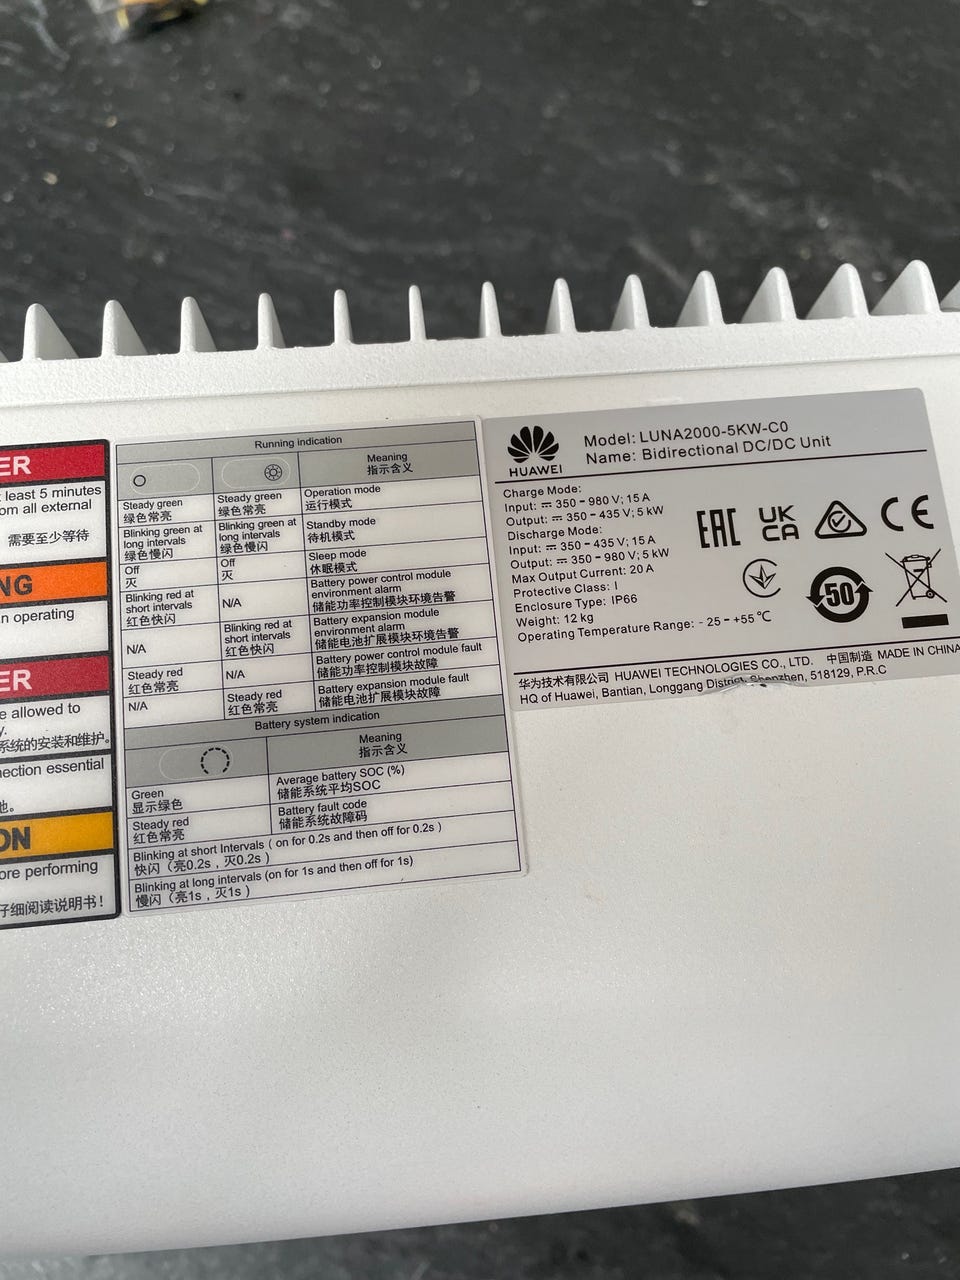 ER
least 5 minutes
om all external
需要至少等待
NG
n operating
ER
e allowed to
y.
系统的安装和维护。
nection essential
池。
ON
ore performing
仔细阅读说明书！
Running indication
Meaning
指示含义
Steady green
绿色常亮
Steady green
绿色常亮
Operation mode
运行模式
Blinking green at
long intervals
绿色慢闪
Blinking green at
long intervals
绿色慢闪
Standby mode
待机模式
Off
灭
Off
灭
Sleep mode
休眠模式
Blinking red at
short intervals
红色快闪
N/A
Battery power control module
environment alarm
储能功率控制模块环境告警
N/A
Blinking red at
short intervals
红色快闪
Battery expansion module
environment alarm
储能电池扩展模块环境告警
Steady red
红色常亮
N/A
Battery power control module fault
储能功率控制模块故障
N/A
Steady red
红色常亮
Battery expansion module fault
储能电池扩展模块故障
Battery system indication
Meaning
指示含义
Green
显示绿色
Average battery SOC (%)
储能系统平均SOC
Steady red
红色常亮
Battery fault code
储能系统故障码
Blinking at short Intervals ( on for 0.2s and then off for 0.2s )
快闪（亮0.2s，灭0.2s）
Blinking at long intervals (on for 1s and then off for 1s)
慢闪（亮1s，灭1s）
HUAWEI
Model: LUNA2000-5KW-C0
Name: Bidirectional DC/DC Unit
Charge Mode:
Input: ⎓ 350 - 980 V; 15 A
Output: ⎓ 350 - 435 V; 5 kW
Discharge Mode:
Input: ⎓ 350 - 435 V; 15 A
Output: ⎓ 350 - 980 V; 5 kW
Max Output Current: 20 A
Protective Class: I
Enclosure Type: IP66
Weight: 12 kg
Operating Temperature Range: - 25 - +55 ℃
EAC
UK
CA
CE
50
华为技术有限公司 HUAWEI TECHNOLOGIES CO., LTD. 中国制造 MADE IN CHINA
HQ of Huawei, Bantian, Longgang District, Shenzhen, 518129, P.R.C